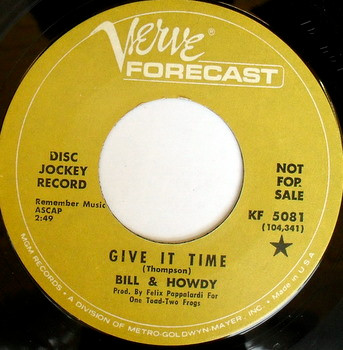 Verve®
FORECAST
DISC
JOCKEY
RECORD
NOT
FOR
SALE
Remember Music
ASCAP
2:49
KF 5081
(104,341)
GIVE IT TIME
(Thompson)
BILL & HOWDY
Prod. By Felix Poppolardi For
One Toad-Two Frogs
MGM RECORDS • A DIVISION OF METRO-GOLDWYN-MAYER, INC. • Made in U.S.A.